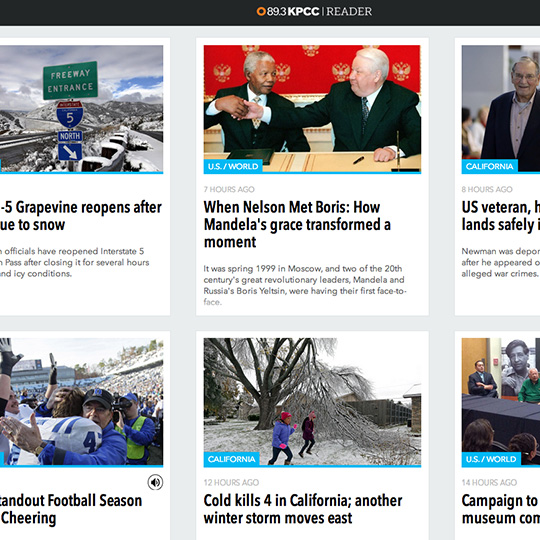 89.3 KPCC | READER
FREEWAY
ENTRANCE
INTERSTATE
5
NORTH
-5 Grapevine reopens after
ue to snow
officials have reopened Interstate 5
Pass after closing it for several hours
and icy conditions.
U.S. / WORLD
7 HOURS AGO
When Nelson Met Boris: How
Mandela's grace transformed a
moment
It was spring 1999 in Moscow, and two of the 20th
century's great revolutionary leaders, Mandela and
Russia's Boris Yeltsin, were having their first face-to-
face.
CALIFORNIA
8 HOURS AGO
US veteran, h
lands safely i
Newman was depor
after he appeared o
alleged war crimes.
tandout Football Season
Cheering
CALIFORNIA
12 HOURS AGO
Cold kills 4 in California; another
winter storm moves east
U.S. / WORLD
14 HOURS AGO
Campaign to
museum com